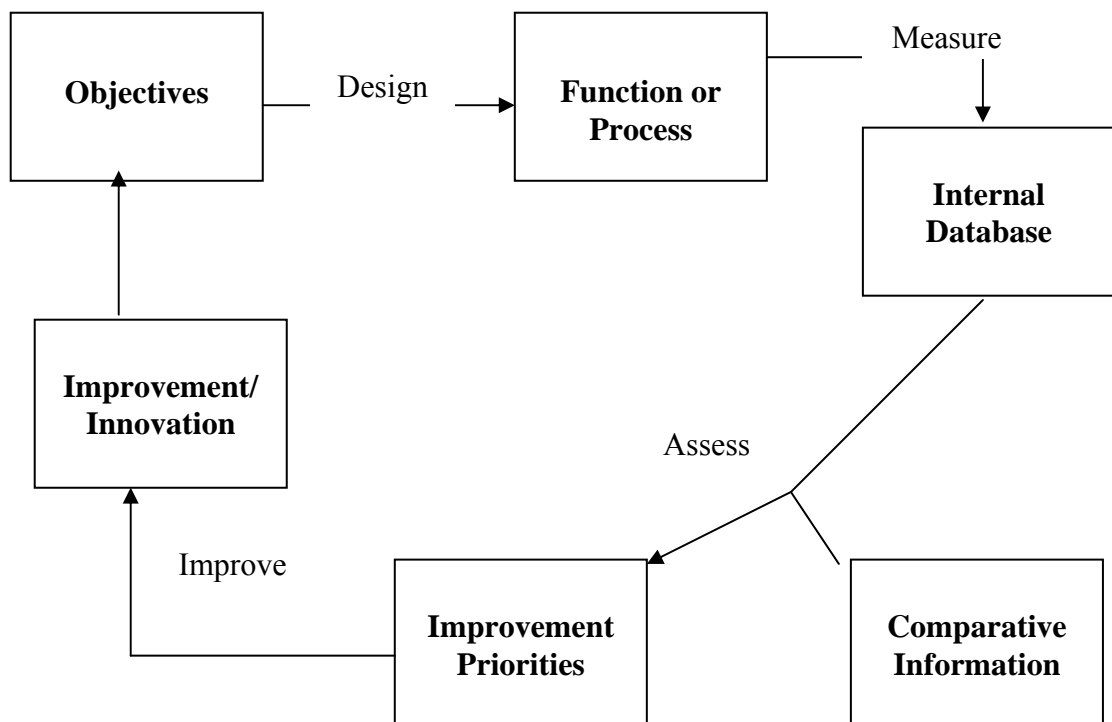 Objectives
Design
Function or
Process
Measure
Internal
Database
Assess
Comparative
Information
Improvement
Priorities
Improve
Improvement/
Innovation